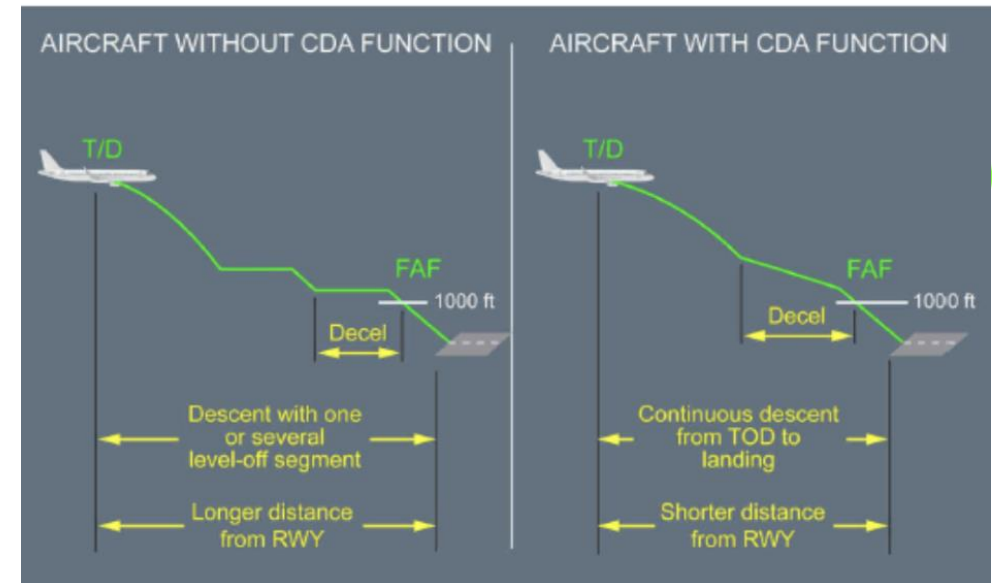 AIRCRAFT WITHOUT CDA FUNCTION
T/D
FAF
1000 ft
Decel
Descent with one
or several
level-off segment
Longer distance
from RWY
AIRCRAFT WITH CDA FUNCTION
T/D
FAF
1000 ft
Decel
Continuous descent
from TOD to
landing
Shorter distance
from RWY